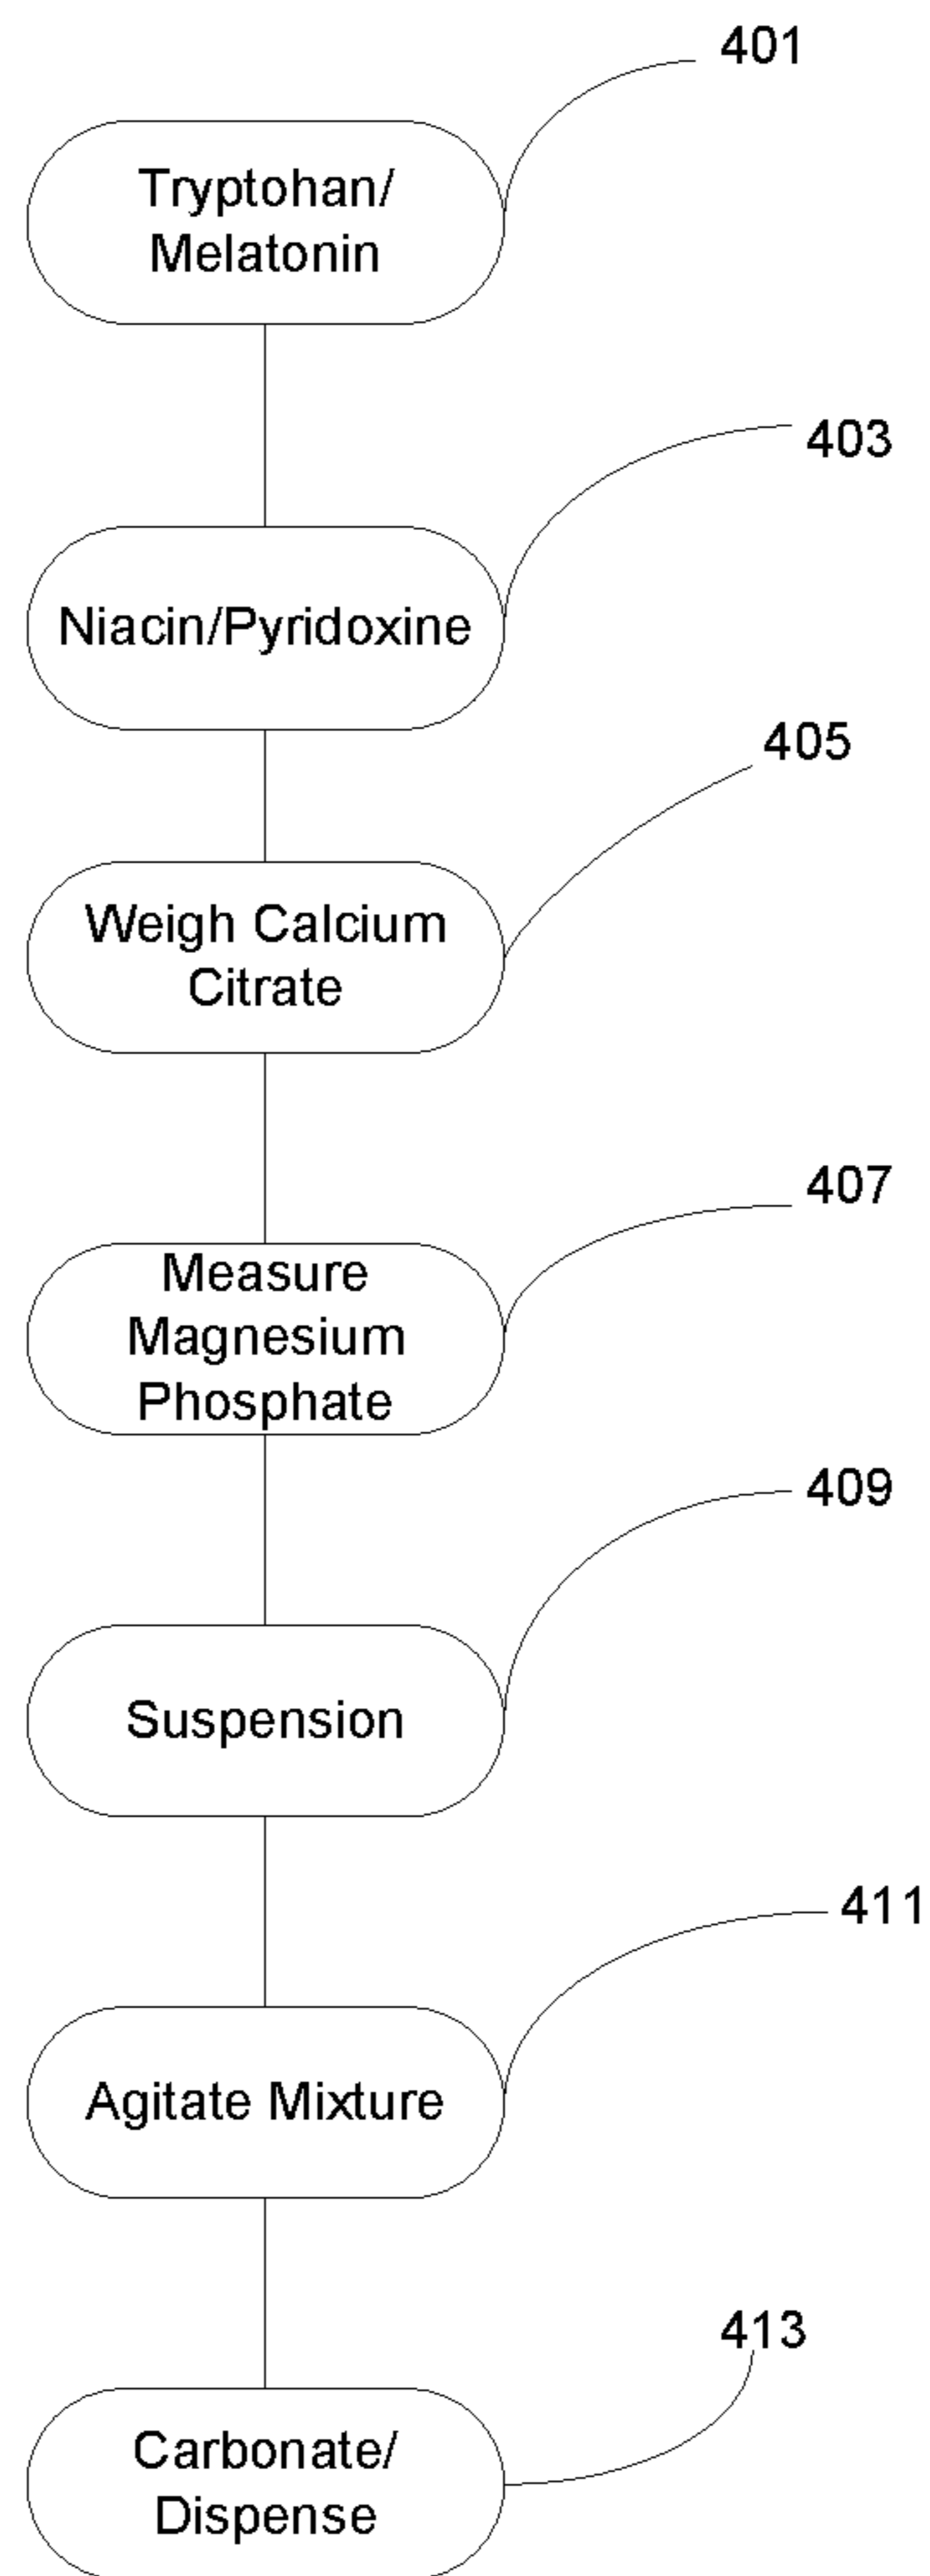 401
Tryptohan/
Melatonin
403
Niacin/Pyridoxine
405
Weigh Calcium
Citrate
407
Measure
Magnesium
Phosphate
409
Suspension
411
Agitate Mixture
413
Carbonate/
Dispense